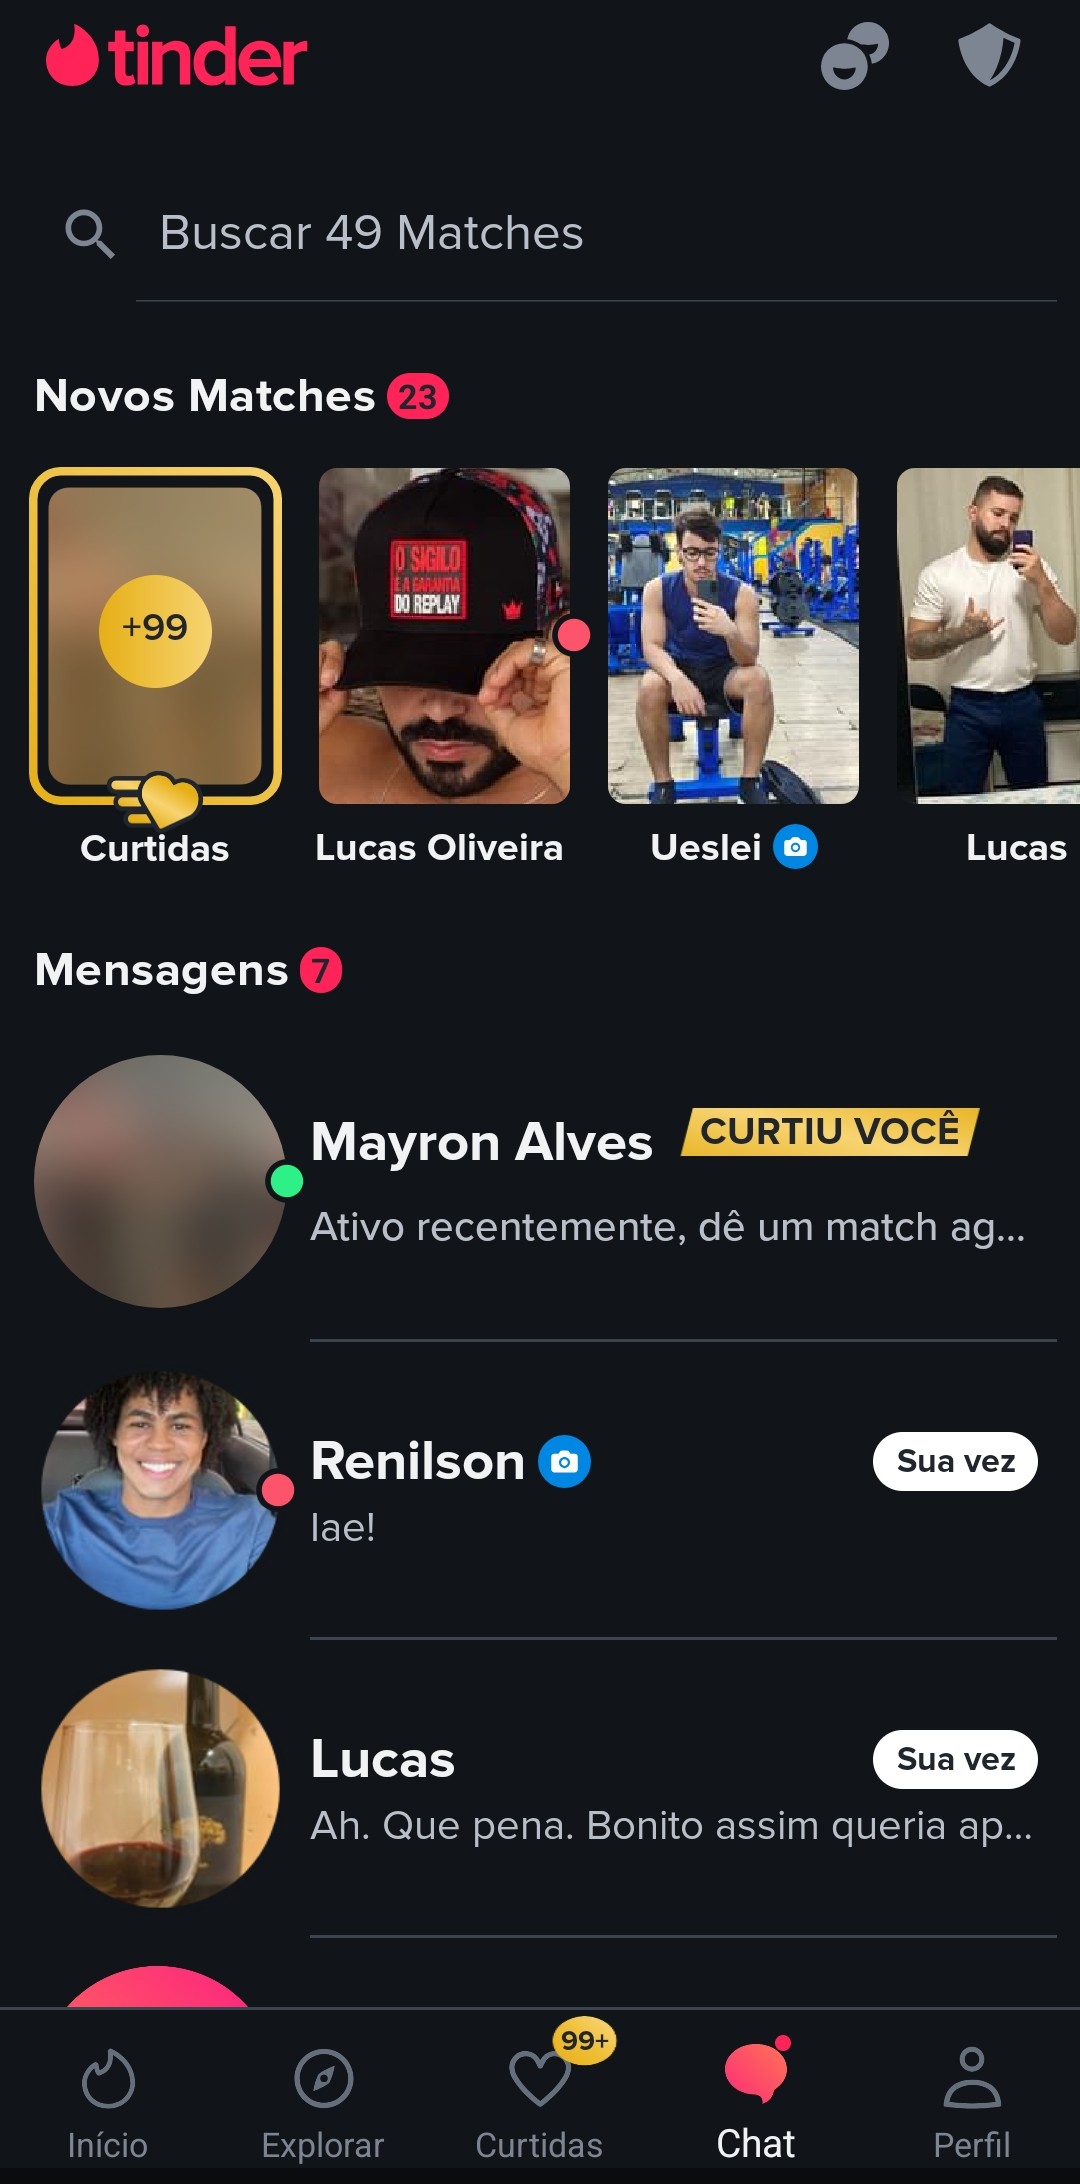 tinder
Buscar 49 Matches
Novos Matches 23
+99
O SIGILO
É A GARANTIA
DO REPLAY
Curtidas
Lucas Oliveira
Ueslei
Lucas
Mensagens 7
Mayron Alves CURTIU VOCÊ
Ativo recentemente, dê um match ag...
Renilson Sua vez
Iae!
Lucas Sua vez
Ah. Que pena. Bonito assim queria ap...
99+
Início Explorar Curtidas Chat Perfil